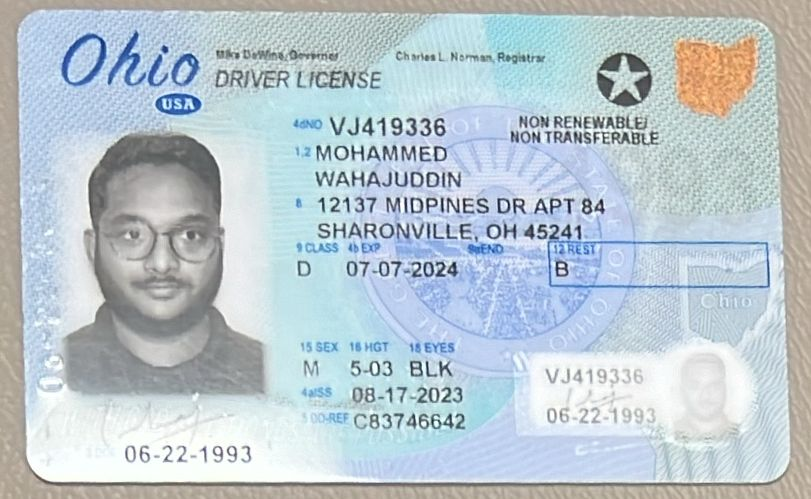 Ohio
USA
Mike DeWine, Governor
Charles L. Norman, Registrar
DRIVER LICENSE
NON RENEWABLE/
NON TRANSFERABLE
4d NO VJ419336
1,2 MOHAMMED
WAHAJUDDIN
8 12137 MIDPINES DR APT 84
SHARONVILLE, OH 45241
9 CLASS 4b EXP 9a END 12 REST
D 07-07-2024 B
Ohio
15 SEX 16 HGT 18 EYES
M 5-03 BLK
4a ISS 08-17-2023
5 DD-REF C83746642
VJ419336
06-22-1993
06-22-1993